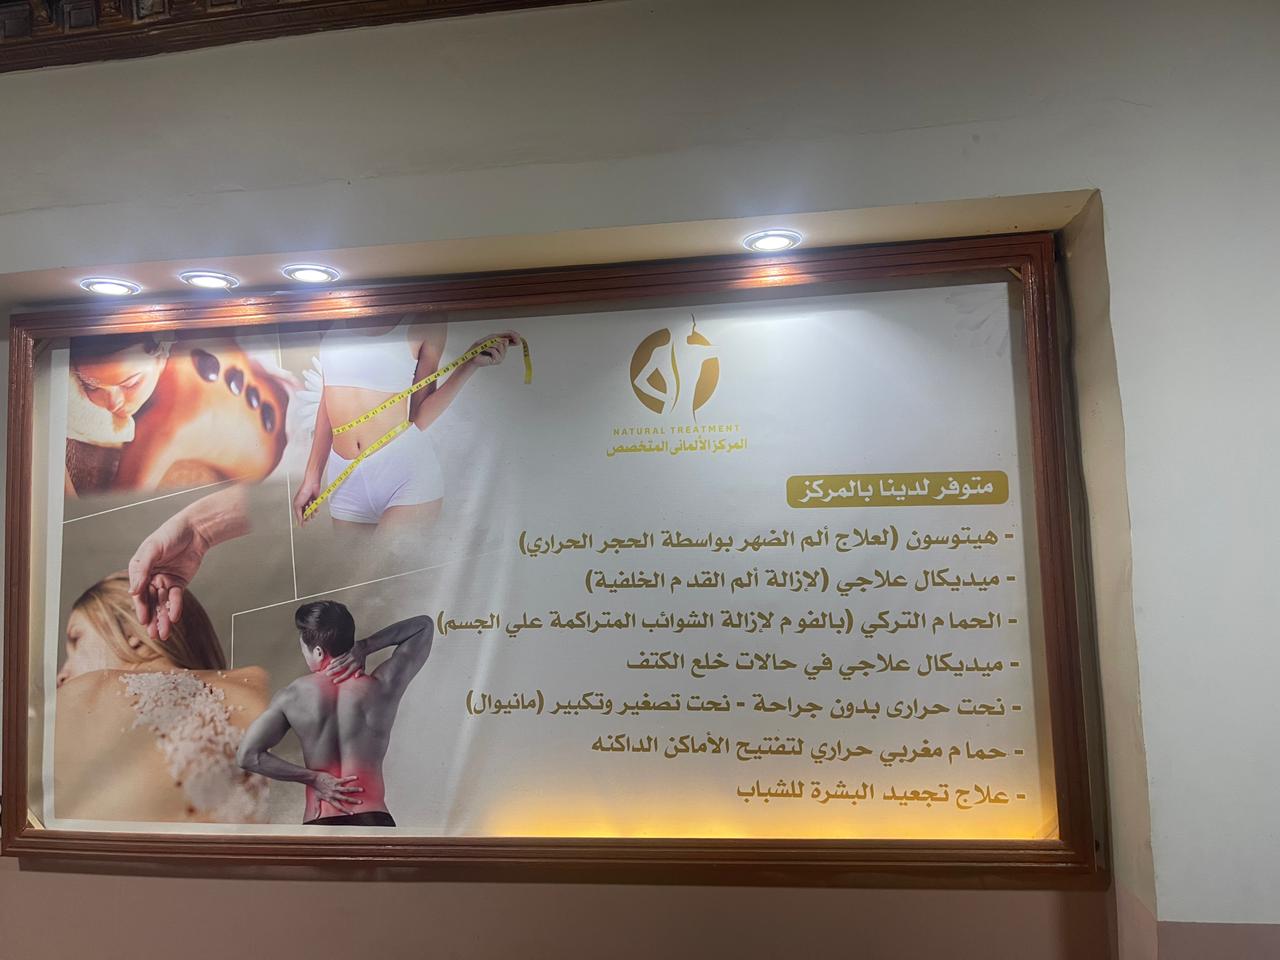 NATURAL TREATMENT
المركز الألمانى المتخصص
متوفر لدينا بالمركز
- هيتوسون (لعلاج ألم الضهر بواسطة الحجر الحراري)
- ميديكال علاجي (لإزالة ألم القدم الخلفية)
- الحمام التركي (بالفوم لإزالة الشوائب المتراكمة علي الجسم)
- ميديكال علاجي في حالات خلع الكتف
- نحت حرارى بدون جراحة - نحت تصغير وتكبير (مانيوال)
- حمام مغربي حراري لتفتيح الأماكن الداكنه
- علاج تجعيد البشرة للشباب